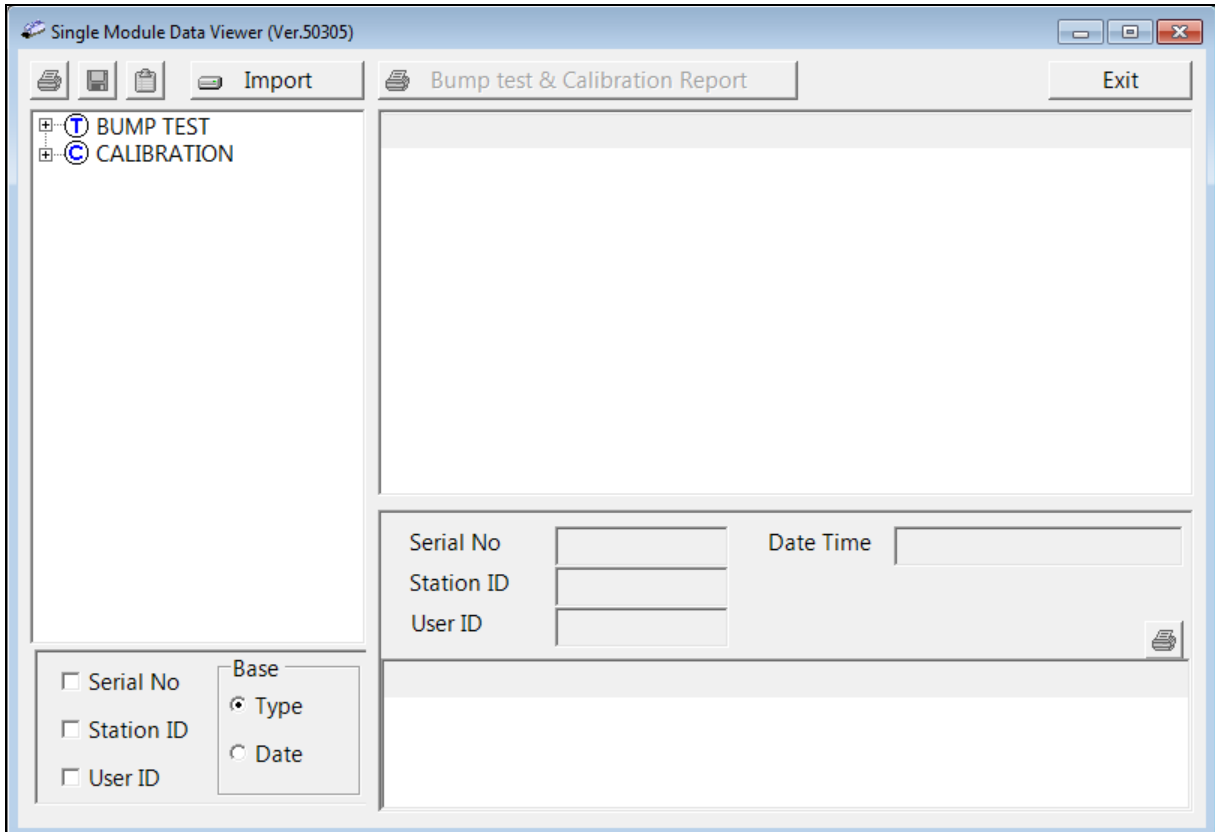 Single Module Data Viewer (Ver.50305)
Import
Bump test & Calibration Report
Exit
T BUMP TEST
C CALIBRATION
Serial No
Date Time
Station ID
User ID
Serial No
Station ID
User ID
Base
Type
Date